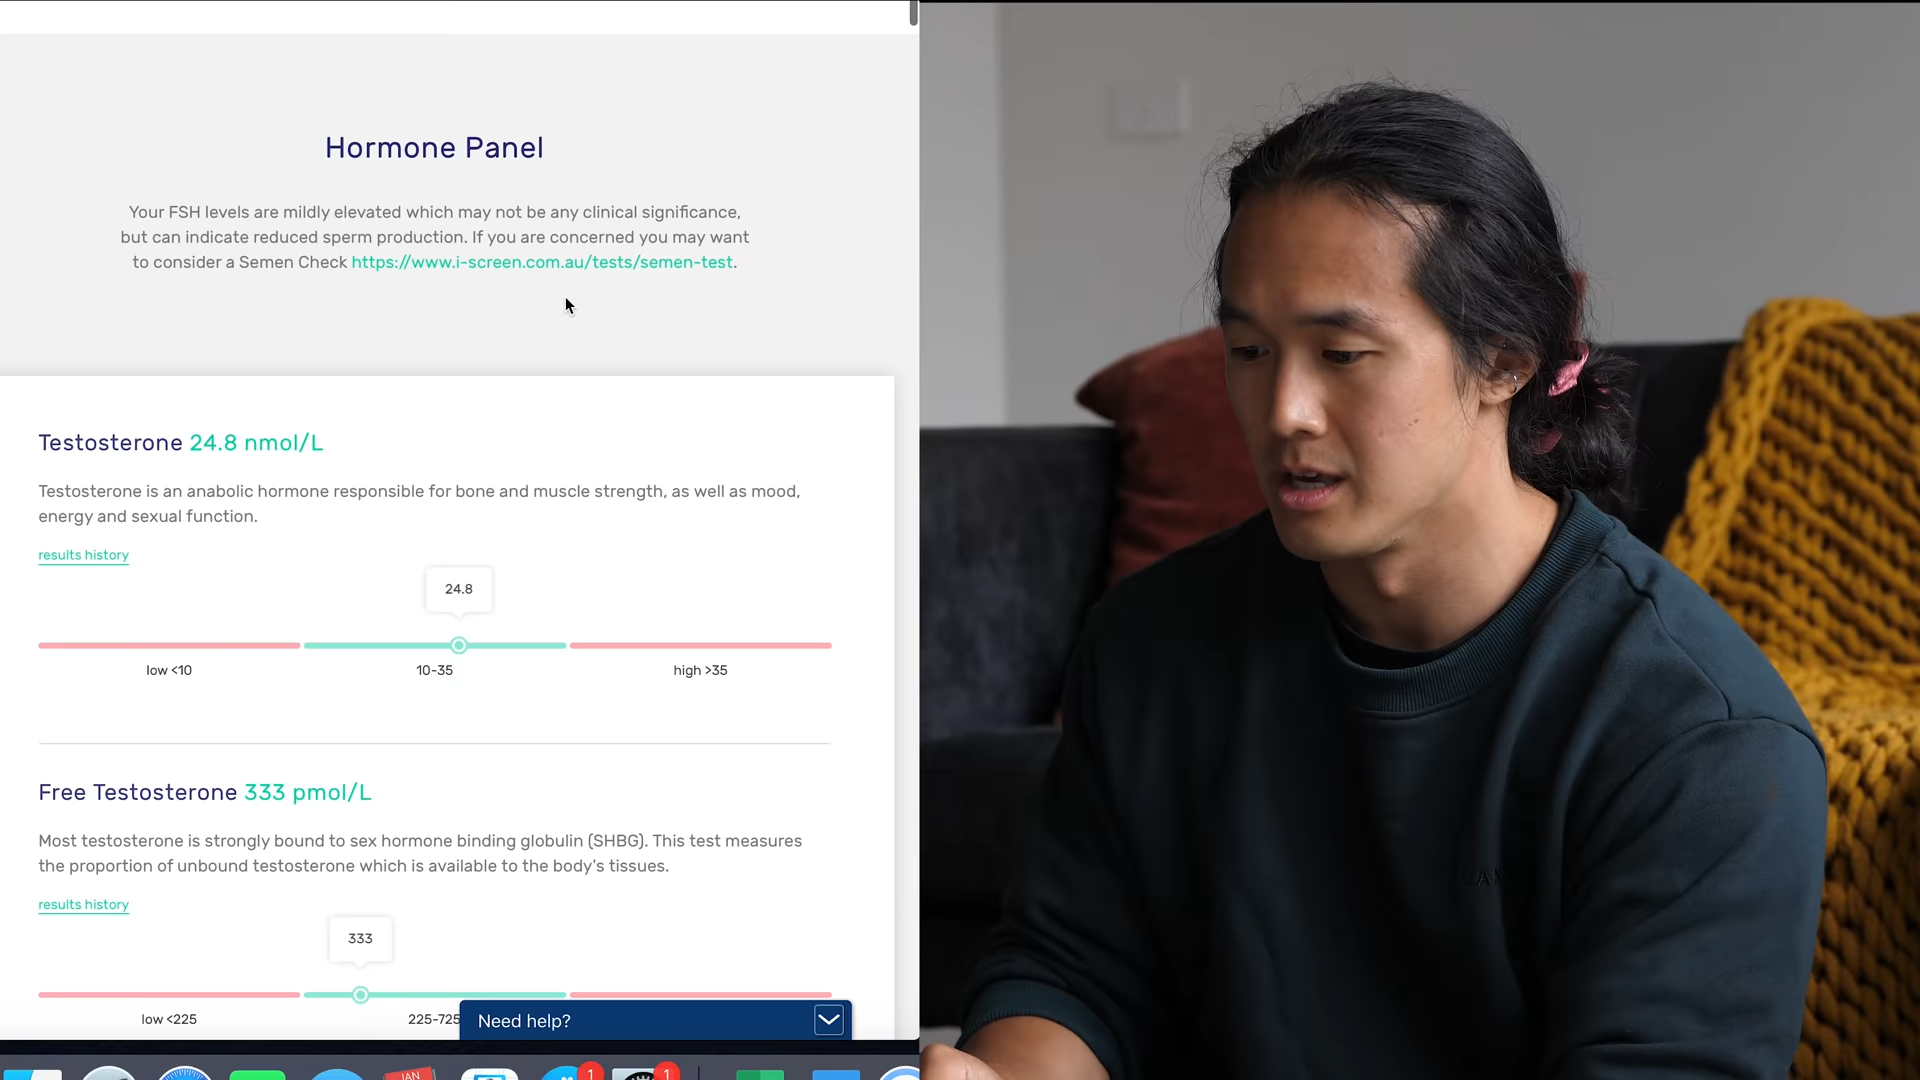 Hormone Panel
Your FSH levels are mildly elevated which may not be any clinical significance,
but can indicate reduced sperm production. If you are concerned you may want
to consider a Semen Check https://www.i-screen.com.au/tests/semen-test.
Testosterone 24.8 nmol/L
Testosterone is an anabolic hormone responsible for bone and muscle strength, as well as mood,
energy and sexual function.
results history
24.8
low <10
10-35
high >35
Free Testosterone 333 pmol/L
Most testosterone is strongly bound to sex hormone binding globulin (SHBG). This test measures
the proportion of unbound testosterone which is available to the body's tissues.
results history
333
low <225
225-725
Need help?
JAN
1
1